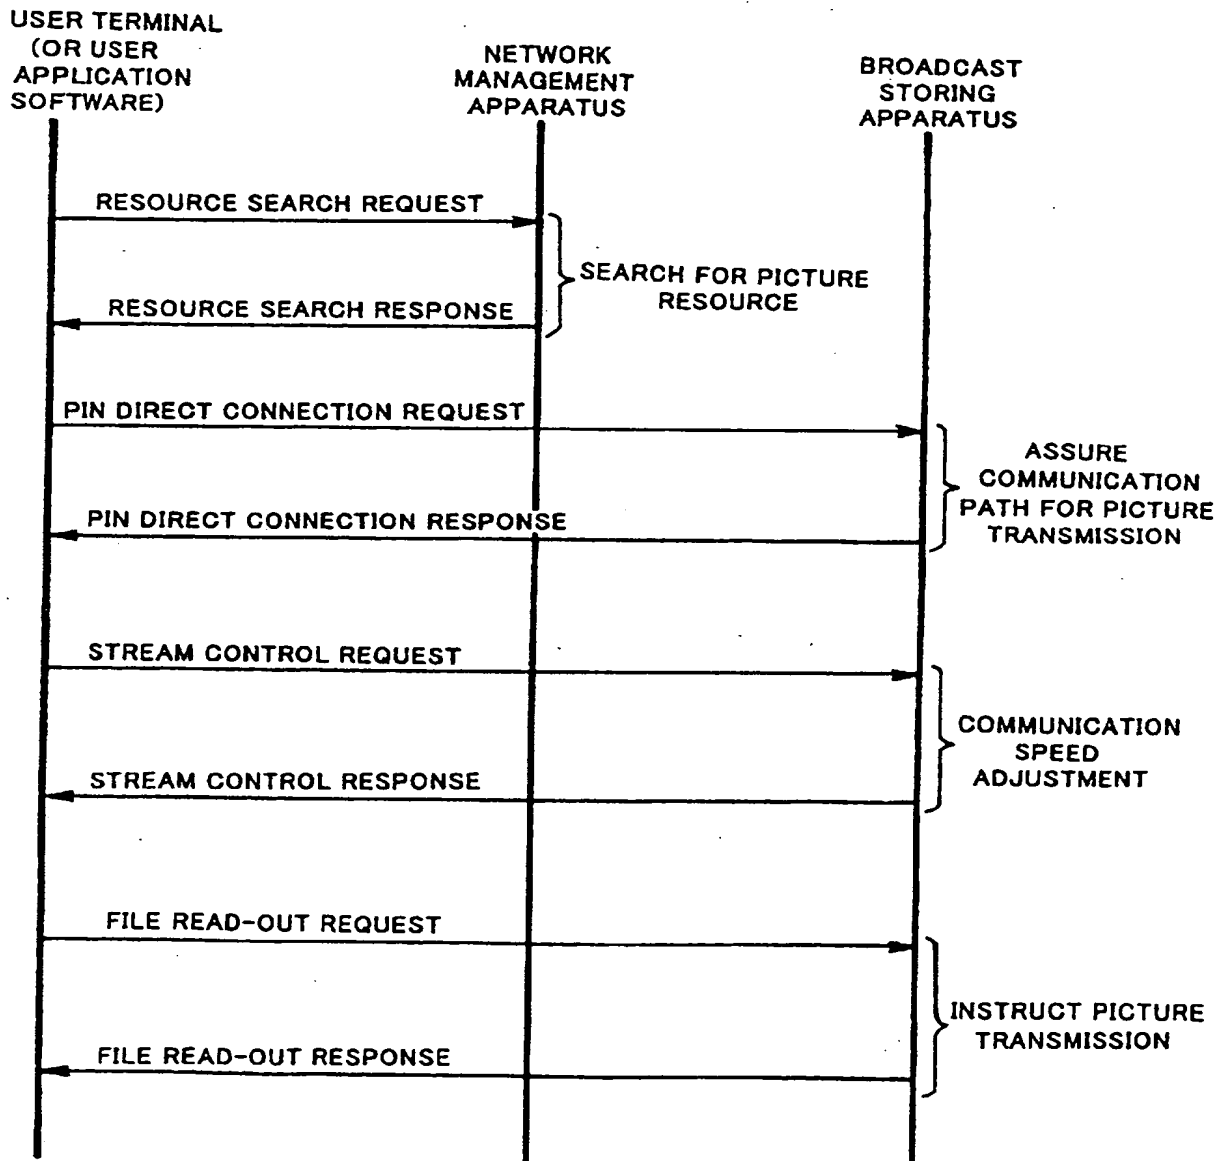 USER TERMINAL
(OR USER
APPLICATION
SOFTWARE)
NETWORK
MANAGEMENT
APPARATUS
BROADCAST
STORING
APPARATUS
RESOURCE SEARCH REQUEST
SEARCH FOR PICTURE
RESOURCE
RESOURCE SEARCH RESPONSE
PIN DIRECT CONNECTION REQUEST
ASSURE
COMMUNICATION
PATH FOR PICTURE
TRANSMISSION
PIN DIRECT CONNECTION RESPONSE
STREAM CONTROL REQUEST
COMMUNICATION
SPEED
ADJUSTMENT
STREAM CONTROL RESPONSE
FILE READ-OUT REQUEST
INSTRUCT PICTURE
TRANSMISSION
FILE READ-OUT RESPONSE